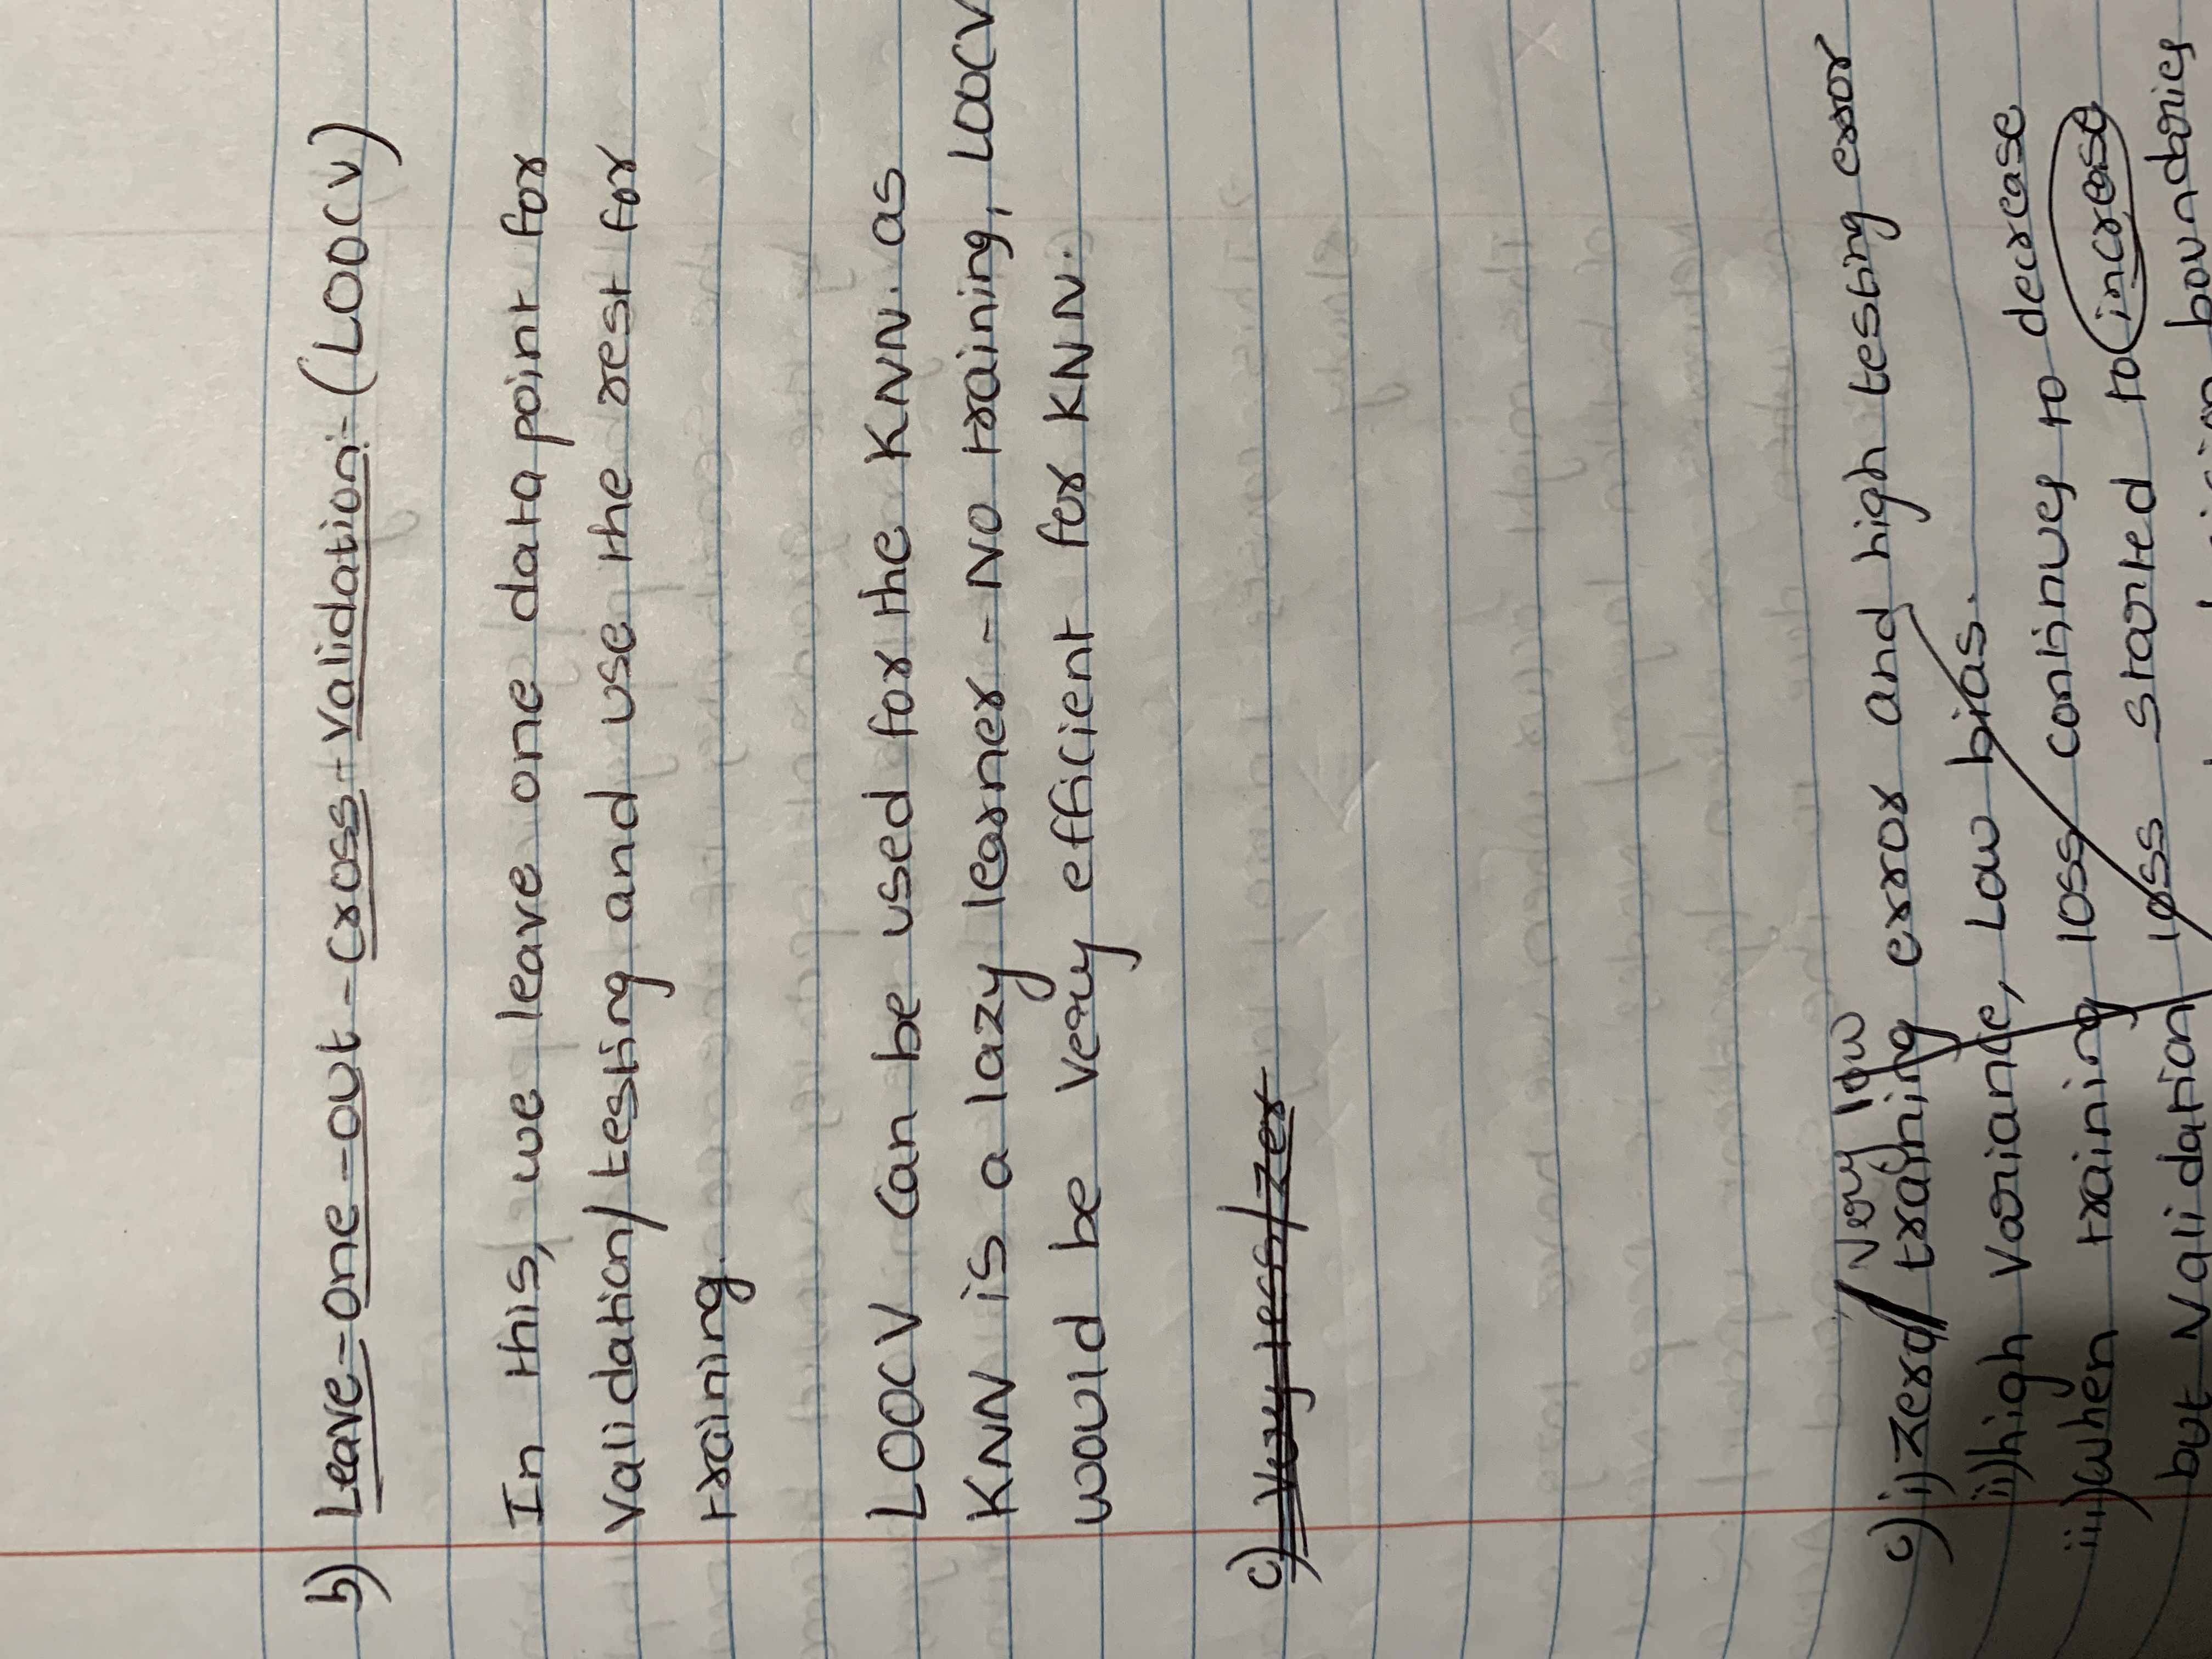 b) Leave-one-out-cross-Validation:- (LOOCV)
In this, we leave one data point for
Validation/testing and use the rest for
training.
LOOCV can be used for the KNN. as
KNN is a lazy learner - No training, LOOCV
would be very efficient for KNN.
c) Very less/zer
Very low
c) i) zero/ training error and high testing error
ii) high Variance, Low bias.
iii) when training loss continues to decrease
but Validation loss started to increase
boundaries